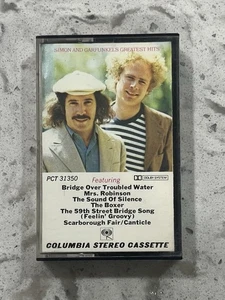 SIMON AND GARFUNKEL'S GREATEST HITS
PCT 31350
Featuring
DOLBY SYSTEM
Bridge Over Troubled Water
Mrs. Robinson
The Sound Of Silence
The Boxer
The 59th Street Bridge Song
(Feelin' Groovy)
Scarborough Fair/Canticle
COLUMBIA STEREO CASSETTE